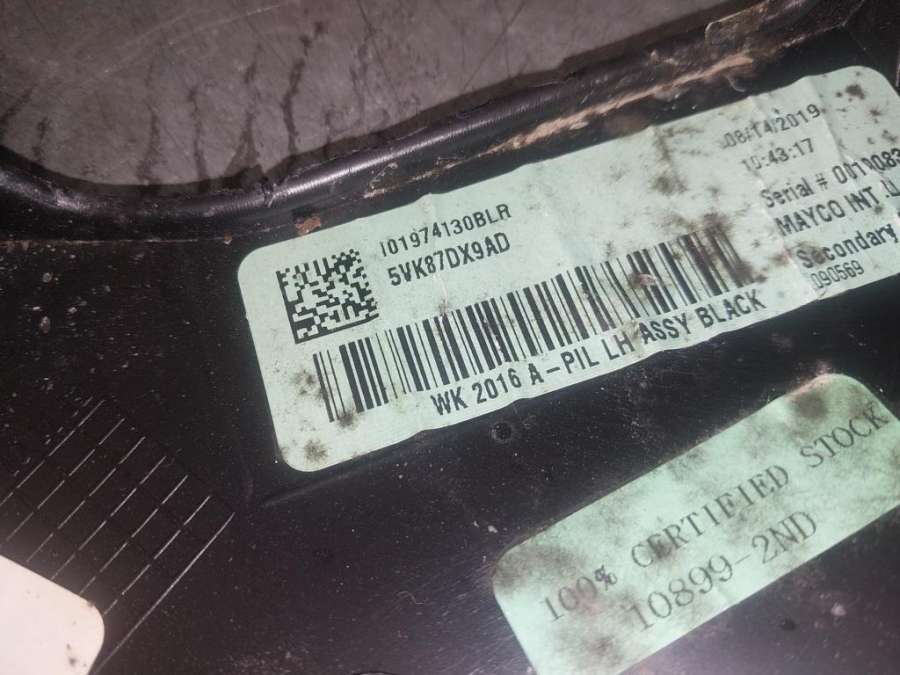 I01974130BLR
5VK87DX9AD
WK 2016 A-PIL LH ASSY BLACK
08/14/2019
10:43:17
Serial #
MAYCO INT
Secondary
090569
100% CERTIFIED STOCK
10899-2ND